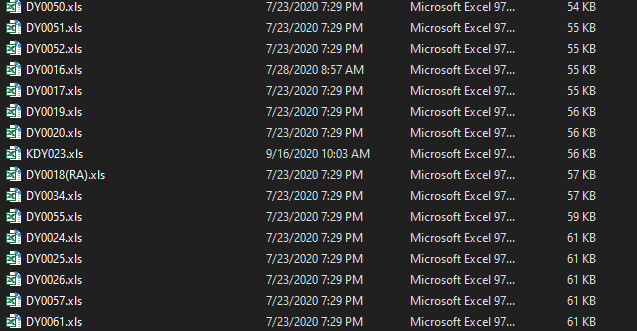 DY0050.xls 7/23/2020 7:29 PM Microsoft Excel 97... 54 KB
DY0051.xls 7/23/2020 7:29 PM Microsoft Excel 97... 55 KB
DY0052.xls 7/23/2020 7:29 PM Microsoft Excel 97... 55 KB
DY0016.xls 7/28/2020 8:57 AM Microsoft Excel 97... 55 KB
DY0017.xls 7/23/2020 7:29 PM Microsoft Excel 97... 55 KB
DY0019.xls 7/23/2020 7:29 PM Microsoft Excel 97... 56 KB
DY0020.xls 7/23/2020 7:29 PM Microsoft Excel 97... 56 KB
KDY023.xls 9/16/2020 10:03 AM Microsoft Excel 97... 56 KB
DY0018(RA).xls 7/23/2020 7:29 PM Microsoft Excel 97... 57 KB
DY0034.xls 7/23/2020 7:29 PM Microsoft Excel 97... 57 KB
DY0055.xls 7/23/2020 7:29 PM Microsoft Excel 97... 59 KB
DY0024.xls 7/23/2020 7:29 PM Microsoft Excel 97... 61 KB
DY0025.xls 7/23/2020 7:29 PM Microsoft Excel 97... 61 KB
DY0026.xls 7/23/2020 7:29 PM Microsoft Excel 97... 61 KB
DY0057.xls 7/23/2020 7:29 PM Microsoft Excel 97... 61 KB
DY0061.xls 7/23/2020 7:29 PM Microsoft Excel 97... 61 KB